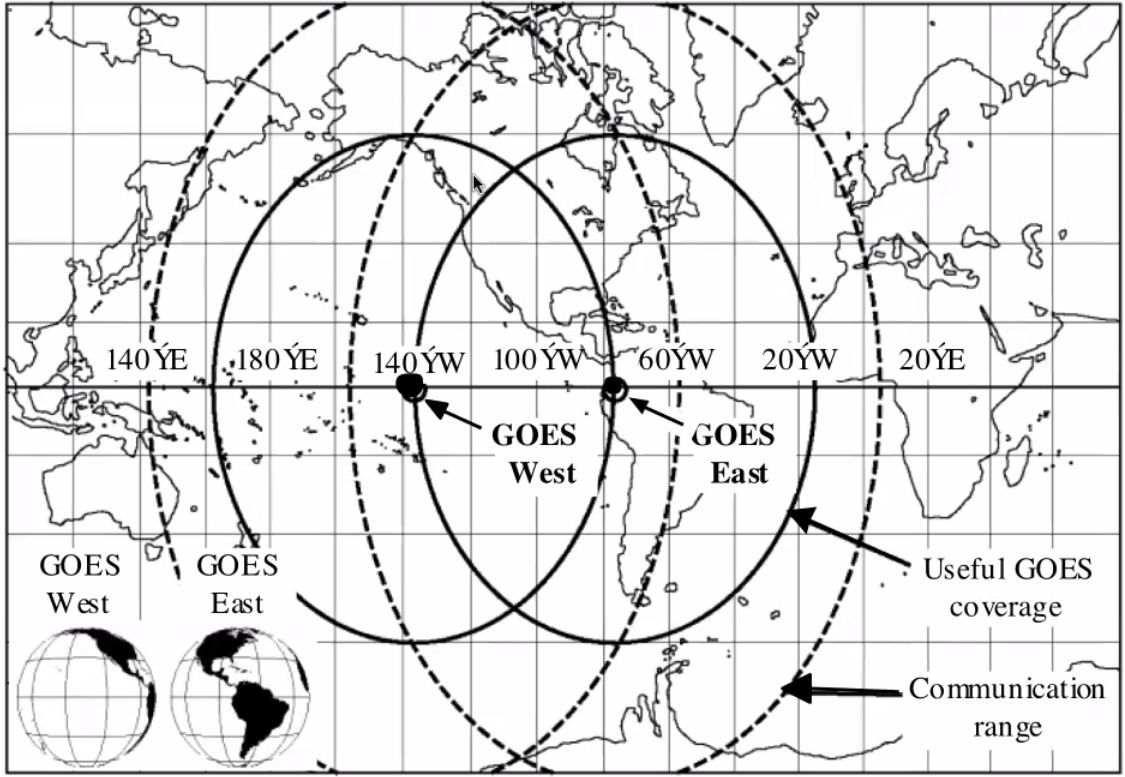 140ÝE
180ÝE
140ÝW
100ÝW
60ÝW
20ÝW
20ÝE
GOES
West
GOES
East
GOES
West
GOES
East
Useful GOES
coverage
Communication
range